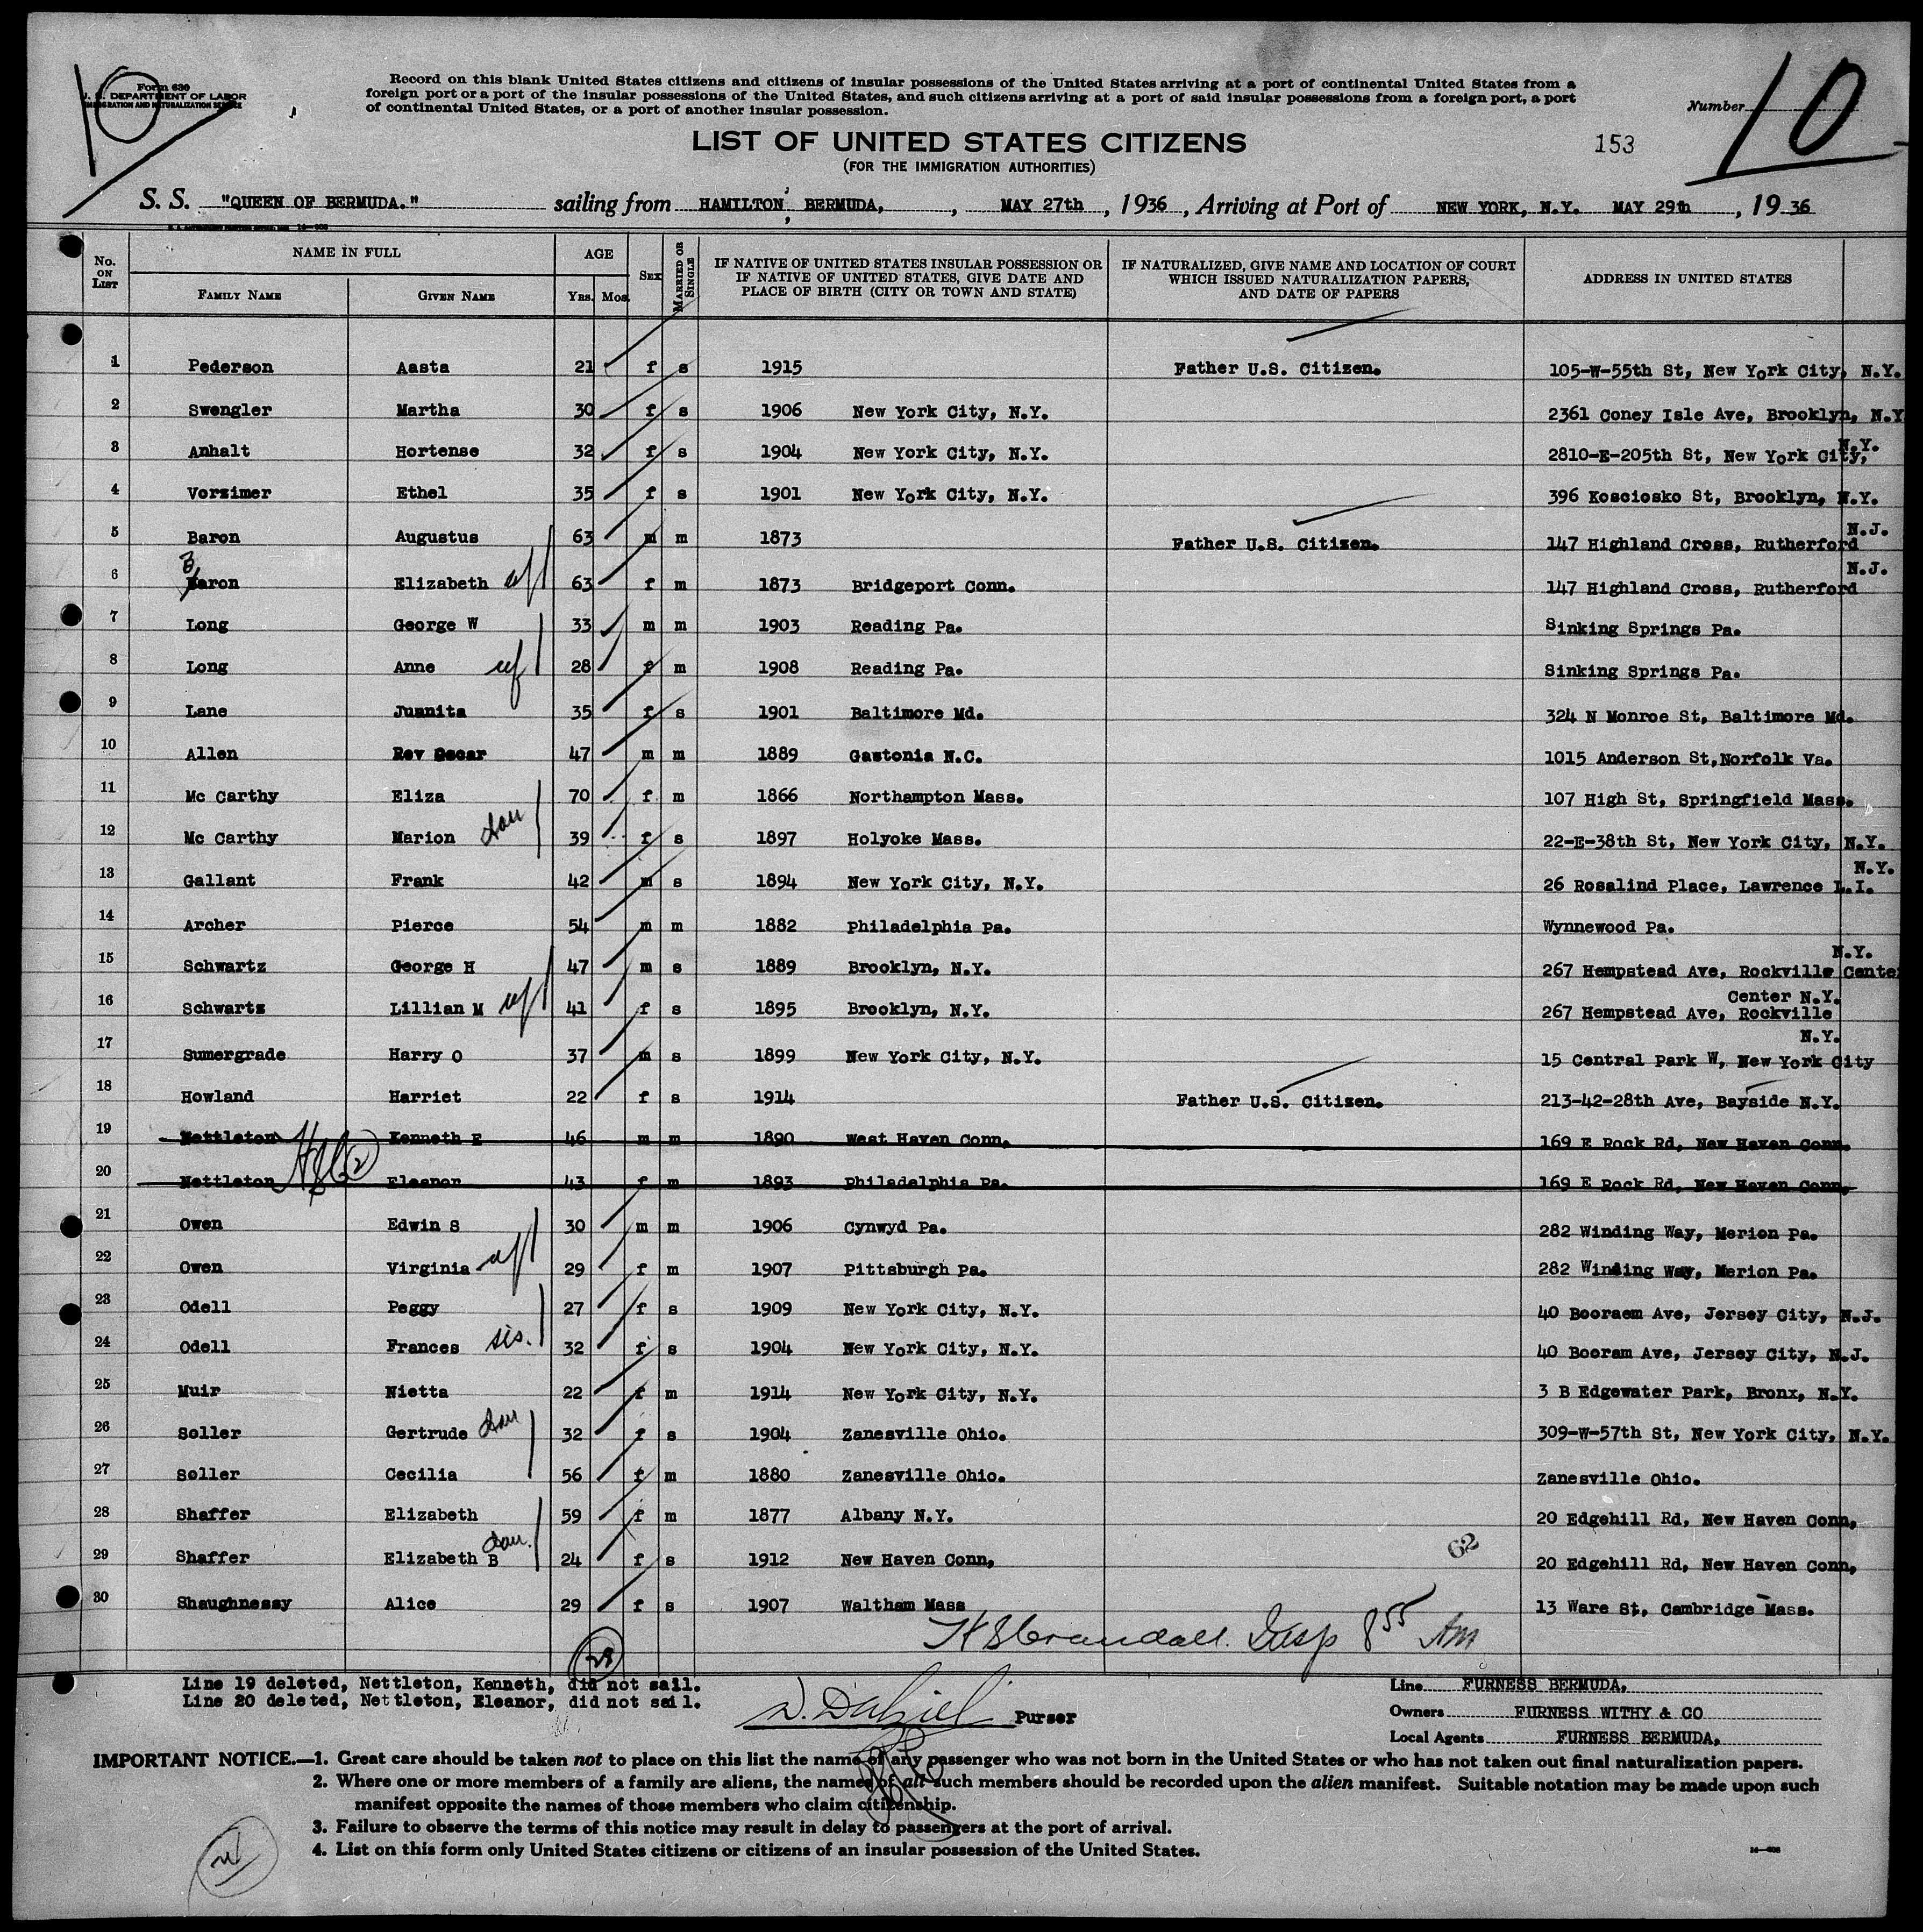 Form 630
U. S. DEPARTMENT OF LABOR
IMMIGRATION AND NATURALIZATION SERVICE
10
Record on this blank United States citizens and citizens of insular possessions of the United States arriving at a port of continental United States from a
foreign port or a port of the insular possessions of the United States, and such citizens arriving at a port of said insular possessions from a foreign port, a port
of continental United States, or a port of another insular possession.
Number 10
LIST OF UNITED STATES CITIZENS
153
(FOR THE IMMIGRATION AUTHORITIES)
S. S. "QUEEN OF BERMUDA." sailing from HAMILTON, BERMUDA, , MAY 27th , 1936 , Arriving at Port of NEW YORK, N.Y. MAY 29th , 19 36
No. ON LIST NAME IN FULL AGE SEX MARRIED OR SINGLE IF NATIVE OF UNITED STATES INSULAR POSSESSION OR IF NATIVE OF UNITED STATES, GIVE DATE AND PLACE OF BIRTH (CITY OR TOWN AND STATE) IF NATURALIZED, GIVE NAME AND LOCATION OF COURT WHICH ISSUED NATURALIZATION PAPERS, AND DATE OF PAPERS ADDRESS IN UNITED STATES
FAMILY NAME GIVEN NAME YRS. MOS.
1 Pederson Aasta 21 f s 1915 Father U.S. Citizen. 105-W-55th St, New York City, N.Y.
2 Swengler Martha 30 f s 1906 New York City, N.Y. 2361 Coney Isle Ave, Brooklyn, N.Y
3 Anhalt Hortense 32 f s 1904 New York City, N.Y. 2810-E-205th St, New York City, N.Y.
4 Vorzimer Ethel 35 f s 1901 New York City, N.Y. 396 Kosciosko St, Brooklyn, N.Y.
5 Baron Augustus 63 m m 1873 Father U.S. Citizen. 147 Highland Cross, Rutherford N.J.
6 Baron Elizabeth wf 63 f m 1873 Bridgeport Conn. 147 Highland Cross, Rutherford N.J.
7 Long George W 33 m m 1903 Reading Pa. Sinking Springs Pa.
8 Long Anne wf 28 f m 1908 Reading Pa. Sinking Springs Pa.
9 Lane Juanita 35 f s 1901 Baltimore Md. 324 N Monroe St, Baltimore Md.
10 Allen Rev Oscar 47 m m 1889 Gastonia N.C. 1015 Anderson St,Norfolk Va.
11 Mc Carthy Eliza 70 f m 1866 Northampton Mass. 107 High St, Springfield Mass.
12 Mc Carthy Marion dau 39 f s 1897 Holyoke Mass. 22-E-38th St, New York City, N.Y.
13 Gallant Frank 42 m s 1894 New York City, N.Y. 26 Rosalind Place, Lawrence L.I. N.Y.
14 Archer Pierce 54 m m 1882 Philadelphia Pa. Wynnewood Pa.
15 Schwartz George H 47 m s 1889 Brooklyn, N.Y. 267 Hempstead Ave, Rockville Cente N.Y.
16 Schwartz Lillian M wf 41 f s 1895 Brooklyn, N.Y. 267 Hempstead Ave, Rockville Center N.Y.
17 Sumergrade Harry O 37 m s 1899 New York City, N.Y. 15 Central Park W, New York City N.Y.
18 Howland Harriet 22 f s 1914 Father U.S. Citizen. 213-42-28th Ave, Bayside N.Y.
19 Nettleton Kenneth E 46 m m 1890 West Haven Conn. 169 E Rock Rd, New Haven Conn.
20 Nettleton Eleanor 43 f m 1893 Philadelphia Pa. 169 E Rock Rd, New Haven Conn.
21 Owen Edwin S 30 m m 1906 Cynwyd Pa. 282 Winding Way, Merion Pa.
22 Owen Virginia wf 29 f m 1907 Pittsburgh Pa. 282 Winding Way, Merion Pa.
23 Odell Peggy 27 f s 1909 New York City, N.Y. 40 Booraem Ave, Jersey City, N.J.
24 Odell Frances sis. 32 f s 1904 New York City, N.Y. 40 Booram Ave, Jersey City, N.J.
25 Muir Nietta 22 f m 1914 New York City, N.Y. 3 B Edgewater Park, Bronx, N.Y.
26 Soller Gertrude dau 32 f s 1904 Zanesville Ohio. 309-W-57th St, New York City, N.Y.
27 Soller Cecilia 56 f m 1880 Zanesville Ohio. Zanesville Ohio.
28 Shaffer Elizabeth 59 f m 1877 Albany N.Y. 20 Edgehill Rd, New Haven Conn,
29 Shaffer Elizabeth B dau. 24 f s 1912 New Haven Conn, 20 Edgehill Rd, New Haven Conn,
62
30 Shaughnessy Alice 29 f s 1907 Waltham Mass 13 Ware St, Cambridge Mass.
H S Crandall. Insp 8 55 Am
28
Line 19 deleted, Nettleton, Kenneth, did not sail.
Line 20 deleted, Nettleton, Eleanor, did not sail.
D. Dalziel Purser
Line FURNESS BERMUDA.
Owners FURNESS WITHY & CO
Local Agents FURNESS BERMUDA.
IMPORTANT NOTICE.—1. Great care should be taken not to place on this list the name of any passenger who was not born in the United States or who has not taken out final naturalization papers.
2. Where one or more members of a family are aliens, the names of all such members should be recorded upon the alien manifest. Suitable notation may be made upon such
manifest opposite the names of those members who claim citizenship.
3. Failure to observe the terms of this notice may result in delay to passengers at the port of arrival.
4. List on this form only United States citizens or citizens of an insular possession of the United States.